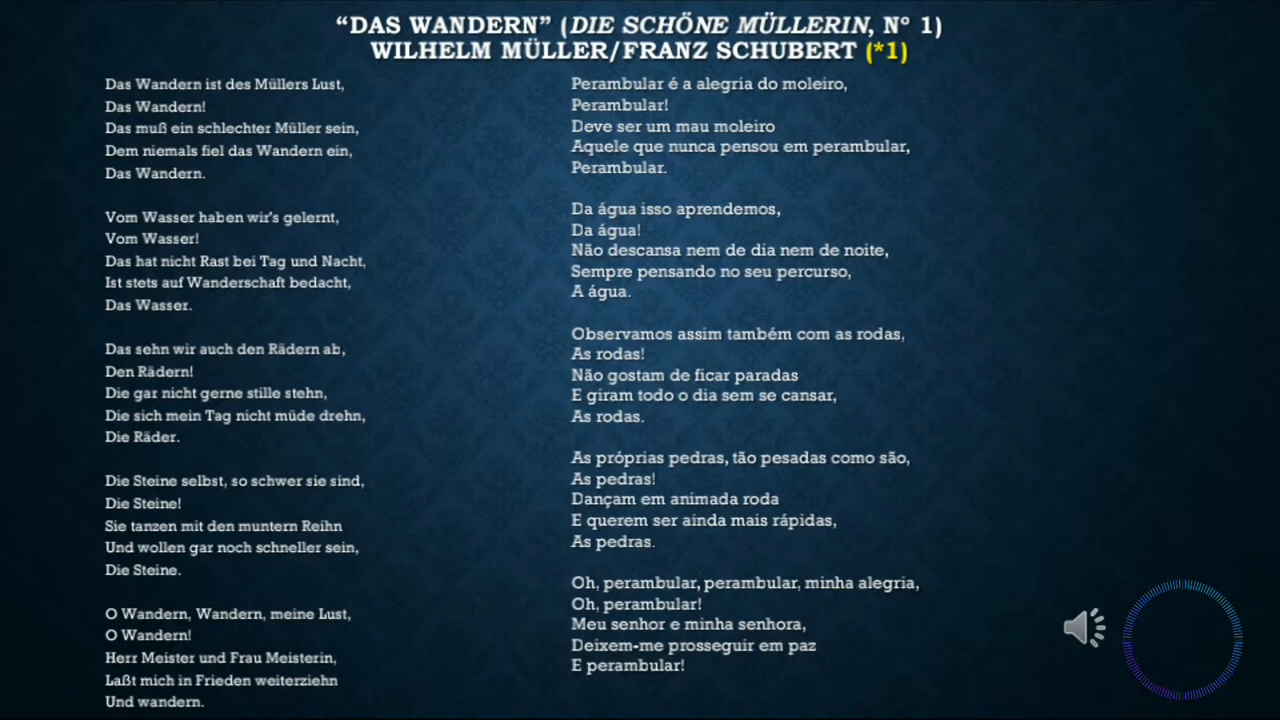 “DAS WANDERN” (DIE SCHÖNE MÜLLERIN, N° 1)
WILHELM MÜLLER/FRANZ SCHUBERT (*1)
Das Wandern ist des Müllers Lust,
Das Wandern!
Das muß ein schlechter Müller sein,
Dem niemals fiel das Wandern ein,
Das Wandern.
Vom Wasser haben wir's gelernt,
Vom Wasser!
Das hat nicht Rast bei Tag und Nacht,
Ist stets auf Wanderschaft bedacht,
Das Wasser.
Das sehn wir auch den Rädern ab,
Den Rädern!
Die gar nicht gerne stille stehn,
Die sich mein Tag nicht müde drehn,
Die Räder.
Die Steine selbst, so schwer sie sind,
Die Steine!
Sie tanzen mit den muntern Reihn
Und wollen gar noch schneller sein,
Die Steine.
O Wandern, Wandern, meine Lust,
O Wandern!
Herr Meister und Frau Meisterin,
Laßt mich in Frieden weiterziehn
Und wandern.
Perambular é a alegria do moleiro,
Perambular!
Deve ser um mau moleiro
Aquele que nunca pensou em perambular,
Perambular.
Da água isso aprendemos,
Da água!
Não descansa nem de dia nem de noite,
Sempre pensando no seu percurso,
A água.
Observamos assim também com as rodas,
As rodas!
Não gostam de ficar paradas
E giram todo o dia sem se cansar,
As rodas.
As próprias pedras, tão pesadas como são,
As pedras!
Dançam em animada roda
E querem ser ainda mais rápidas,
As pedras.
Oh, perambular, perambular, minha alegria,
Oh, perambular!
Meu senhor e minha senhora,
Deixem-me prosseguir em paz
E perambular!